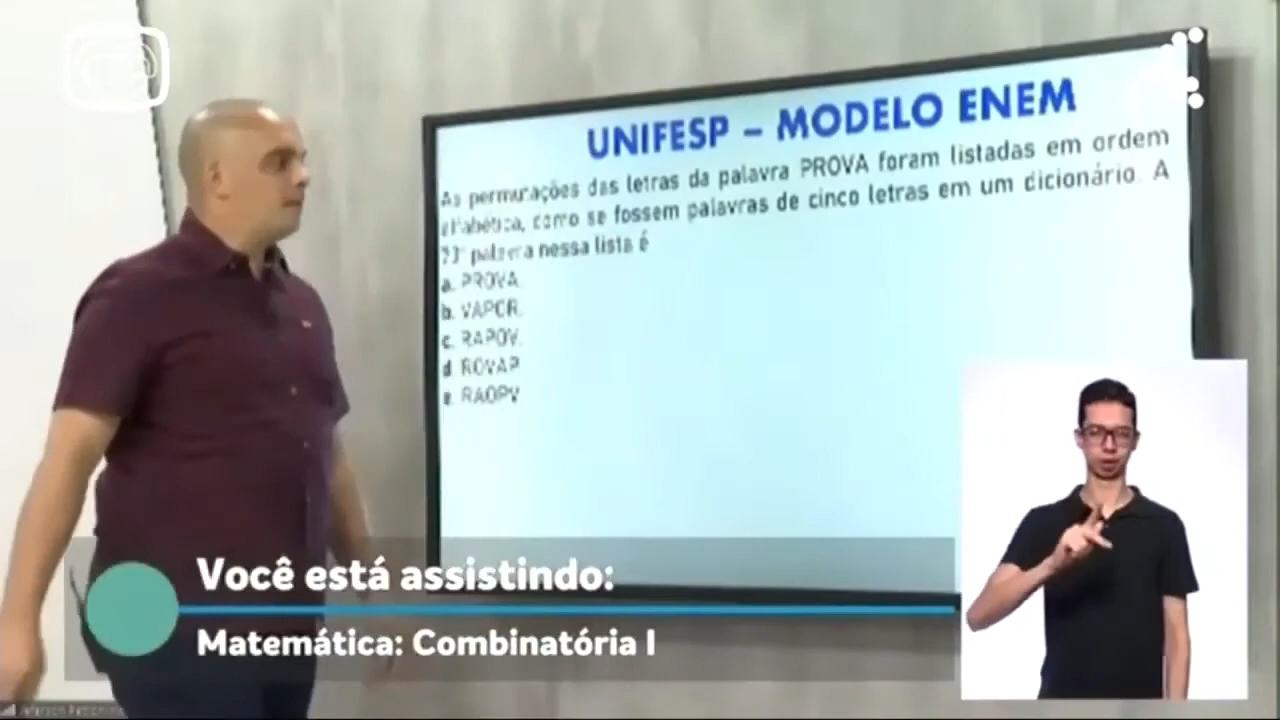 UNIFESP – MODELO ENEM
As permutações das letras da palavra PROVA foram listadas em ordem
alfabética, como se fossem palavras de cinco letras em um dicionário. A
palavra nessa lista é
a. PROVA.
b. VAPOR.
c. RAPOV.
d. ROVAP.
e. RAOPV.
Você está assistindo:
Matemática: Combinatória I